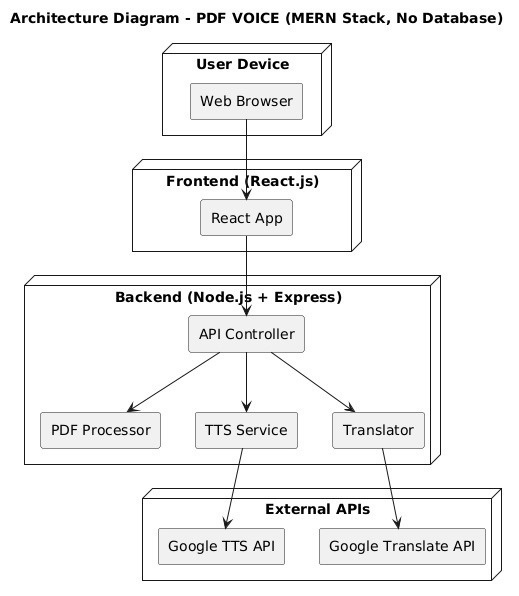 Architecture Diagram - PDF VOICE (MERN Stack, No Database)
User Device
Web Browser
Frontend (React.js)
React App
Backend (Node.js + Express)
API Controller
PDF Processor
TTS Service
Translator
External APIs
Google TTS API
Google Translate API